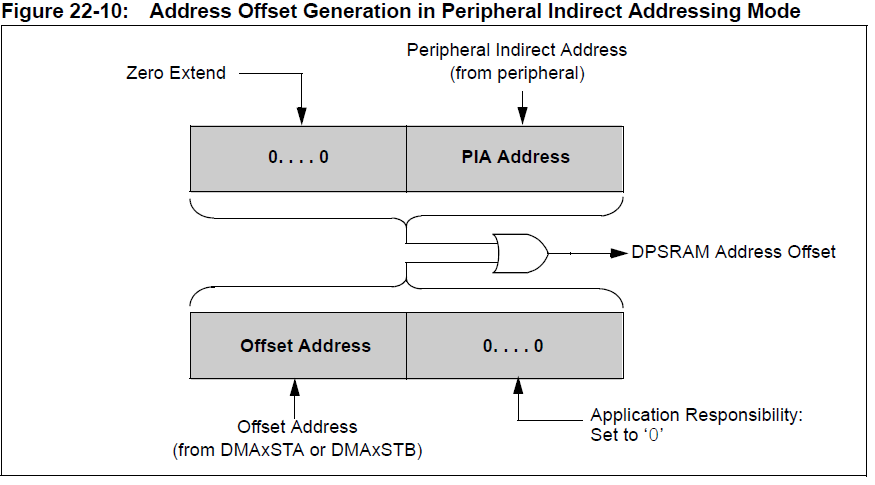 Figure 22-10: Address Offset Generation in Peripheral Indirect Addressing Mode
Peripheral Indirect Address
(from peripheral)
Zero Extend
0. . . . 0
PIA Address
DPSRAM Address Offset
Offset Address
0. . . . 0
Offset Address
(from DMAxSTA or DMAxSTB)
Application Responsibility:
Set to ‘0’